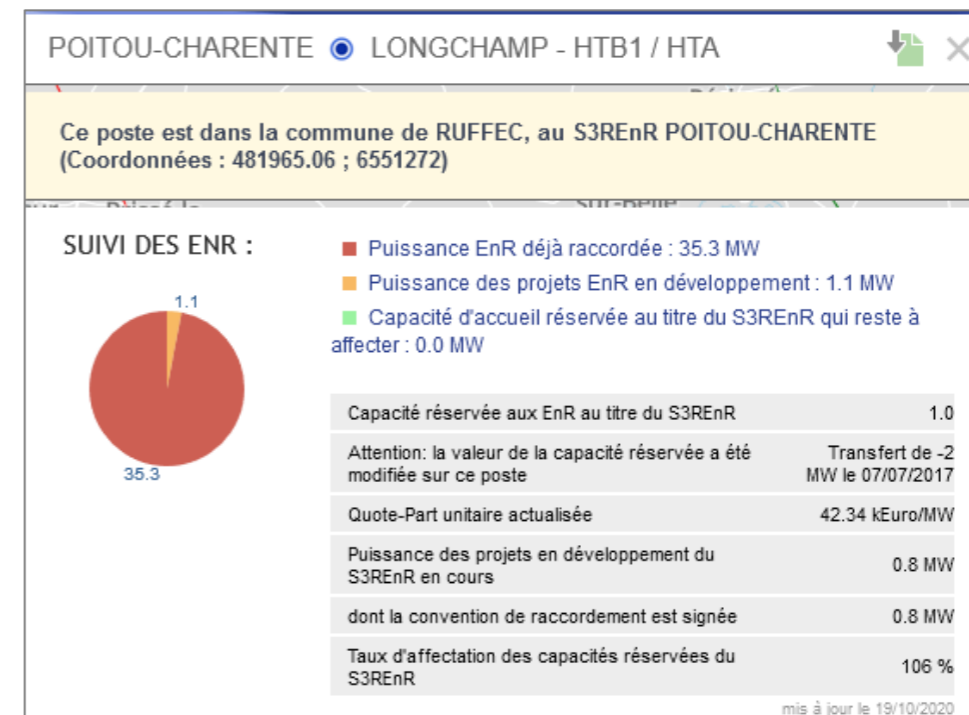 POITOU-CHARENTE LONGCHAMP - HTB1 / HTA
Ce poste est dans la commune de RUFFEC, au S3REnR POITOU-CHARENTE
(Coordonnées : 481965.06 ; 6551272)
SUIVI DES ENR :
1.1
35.3
Puissance EnR déjà raccordée : 35.3 MW
Puissance des projets EnR en développement : 1.1 MW
Capacité d'accueil réservée au titre du S3REnR qui reste à
affecter : 0.0 MW
Capacité réservée aux EnR au titre du S3REnR 1.0
Attention: la valeur de la capacité réservée a été Transfert de -2
modifiée sur ce poste MW le 07/07/2017
Quote-Part unitaire actualisée 42.34 kEuro/MW
Puissance des projets en développement du
S3REnR en cours 0.8 MW
dont la convention de raccordement est signée 0.8 MW
Taux d'affectation des capacités réservées du
S3REnR 106 %
mis à jour le 19/10/2020